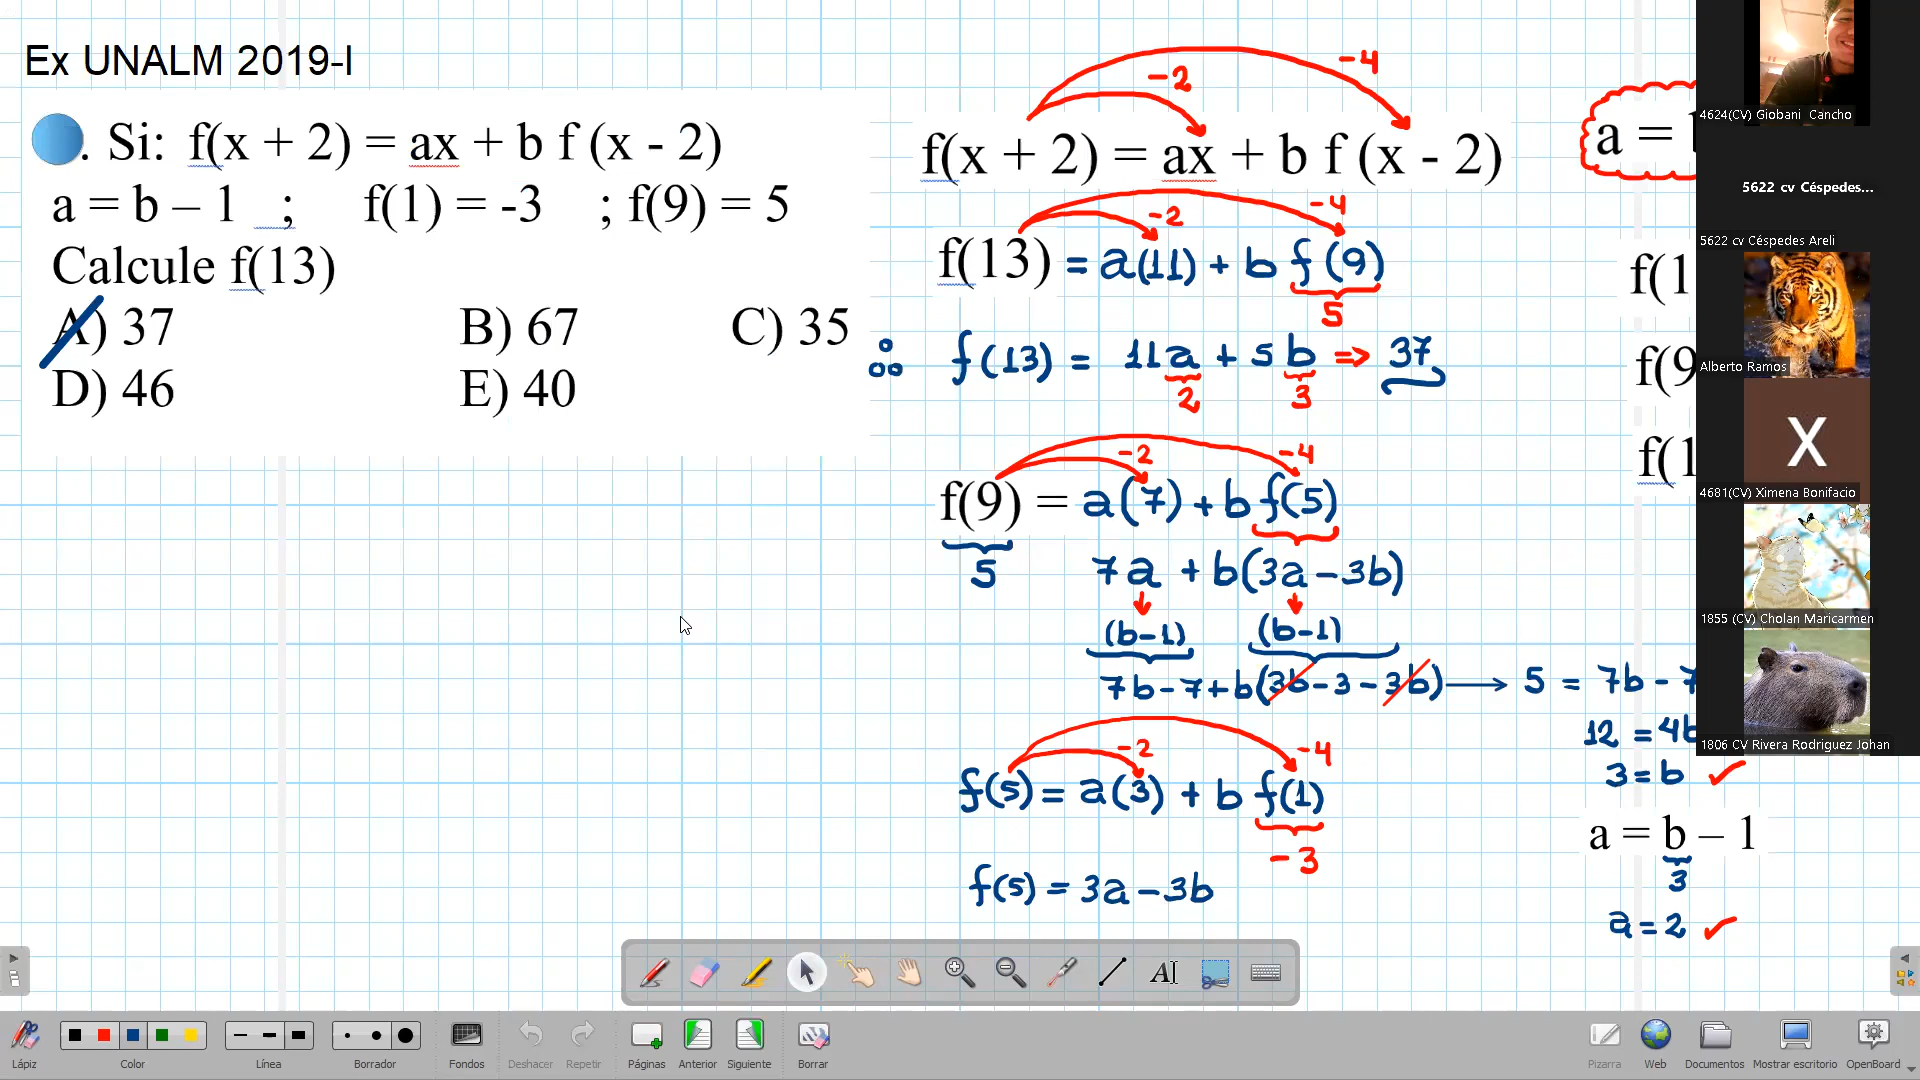 Ex UNALM 2019-I
. Si: f(x + 2) = ax + b f (x - 2)
a = b – 1 ; f(1) = -3 ; f(9) = 5
Calcule f(13)
A) 37 B) 67 C) 35
D) 46 E) 40
-4
-2
f(x + 2) = ax + b f (x - 2)
-2 -4
f(13) = a(11) + b f(9)
5
∴ f(13) = 11a + 5b ⇒ 37
2 3
-2 -4
f(9) = a(7) + b f(5)
5 7a + b(3a - 3b)
(b-1) (b-1)
7b - 7 + b(3b - 3 - 3b) → 5 = 7b - 7
12 = 4b
3 = b ✓
-2 -4
f(5) = a(3) + b f(1)
-3
f(5) = 3a - 3b
a = b – 1
3
a = 2 ✓
a =
f(1
f(9
f(1
4624(CV) Giobani Cancho
5622 cv Céspedes...
5622 cv Céspedes Areli
Alberto Ramos
X
4681(CV) Ximena Bonifacio
1855 (CV) Cholan Maricarmen
1806 CV Rivera Rodriguez Johan
AI
Lápiz Color Línea Borrador Fondos Deshacer Repetir Páginas Anterior Siguiente Borrar Pizarra Web Documentos Mostrar escritorio OpenBoard